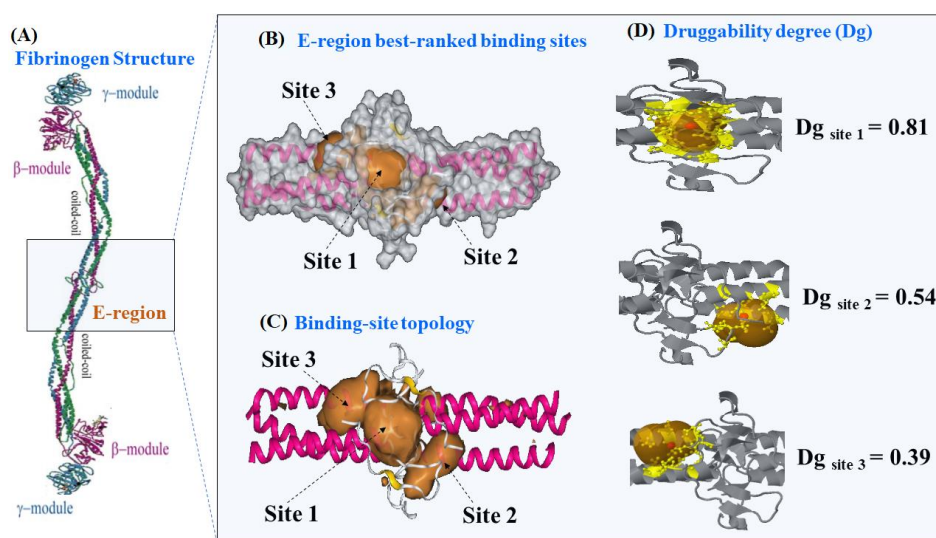 (A)
Fibrinogen Structure
γ-module
β-module
coiled-coil
E-region
coiled-coil
β-module
γ-module
(B) E-region best-ranked binding sites
Site 3
Site 1
Site 2
(C) Binding-site topology
Site 3
Site 1
Site 2
(D) Druggability degree (Dg)
Dg site 1 = 0.81
Dg site 2 = 0.54
Dg site 3 = 0.39